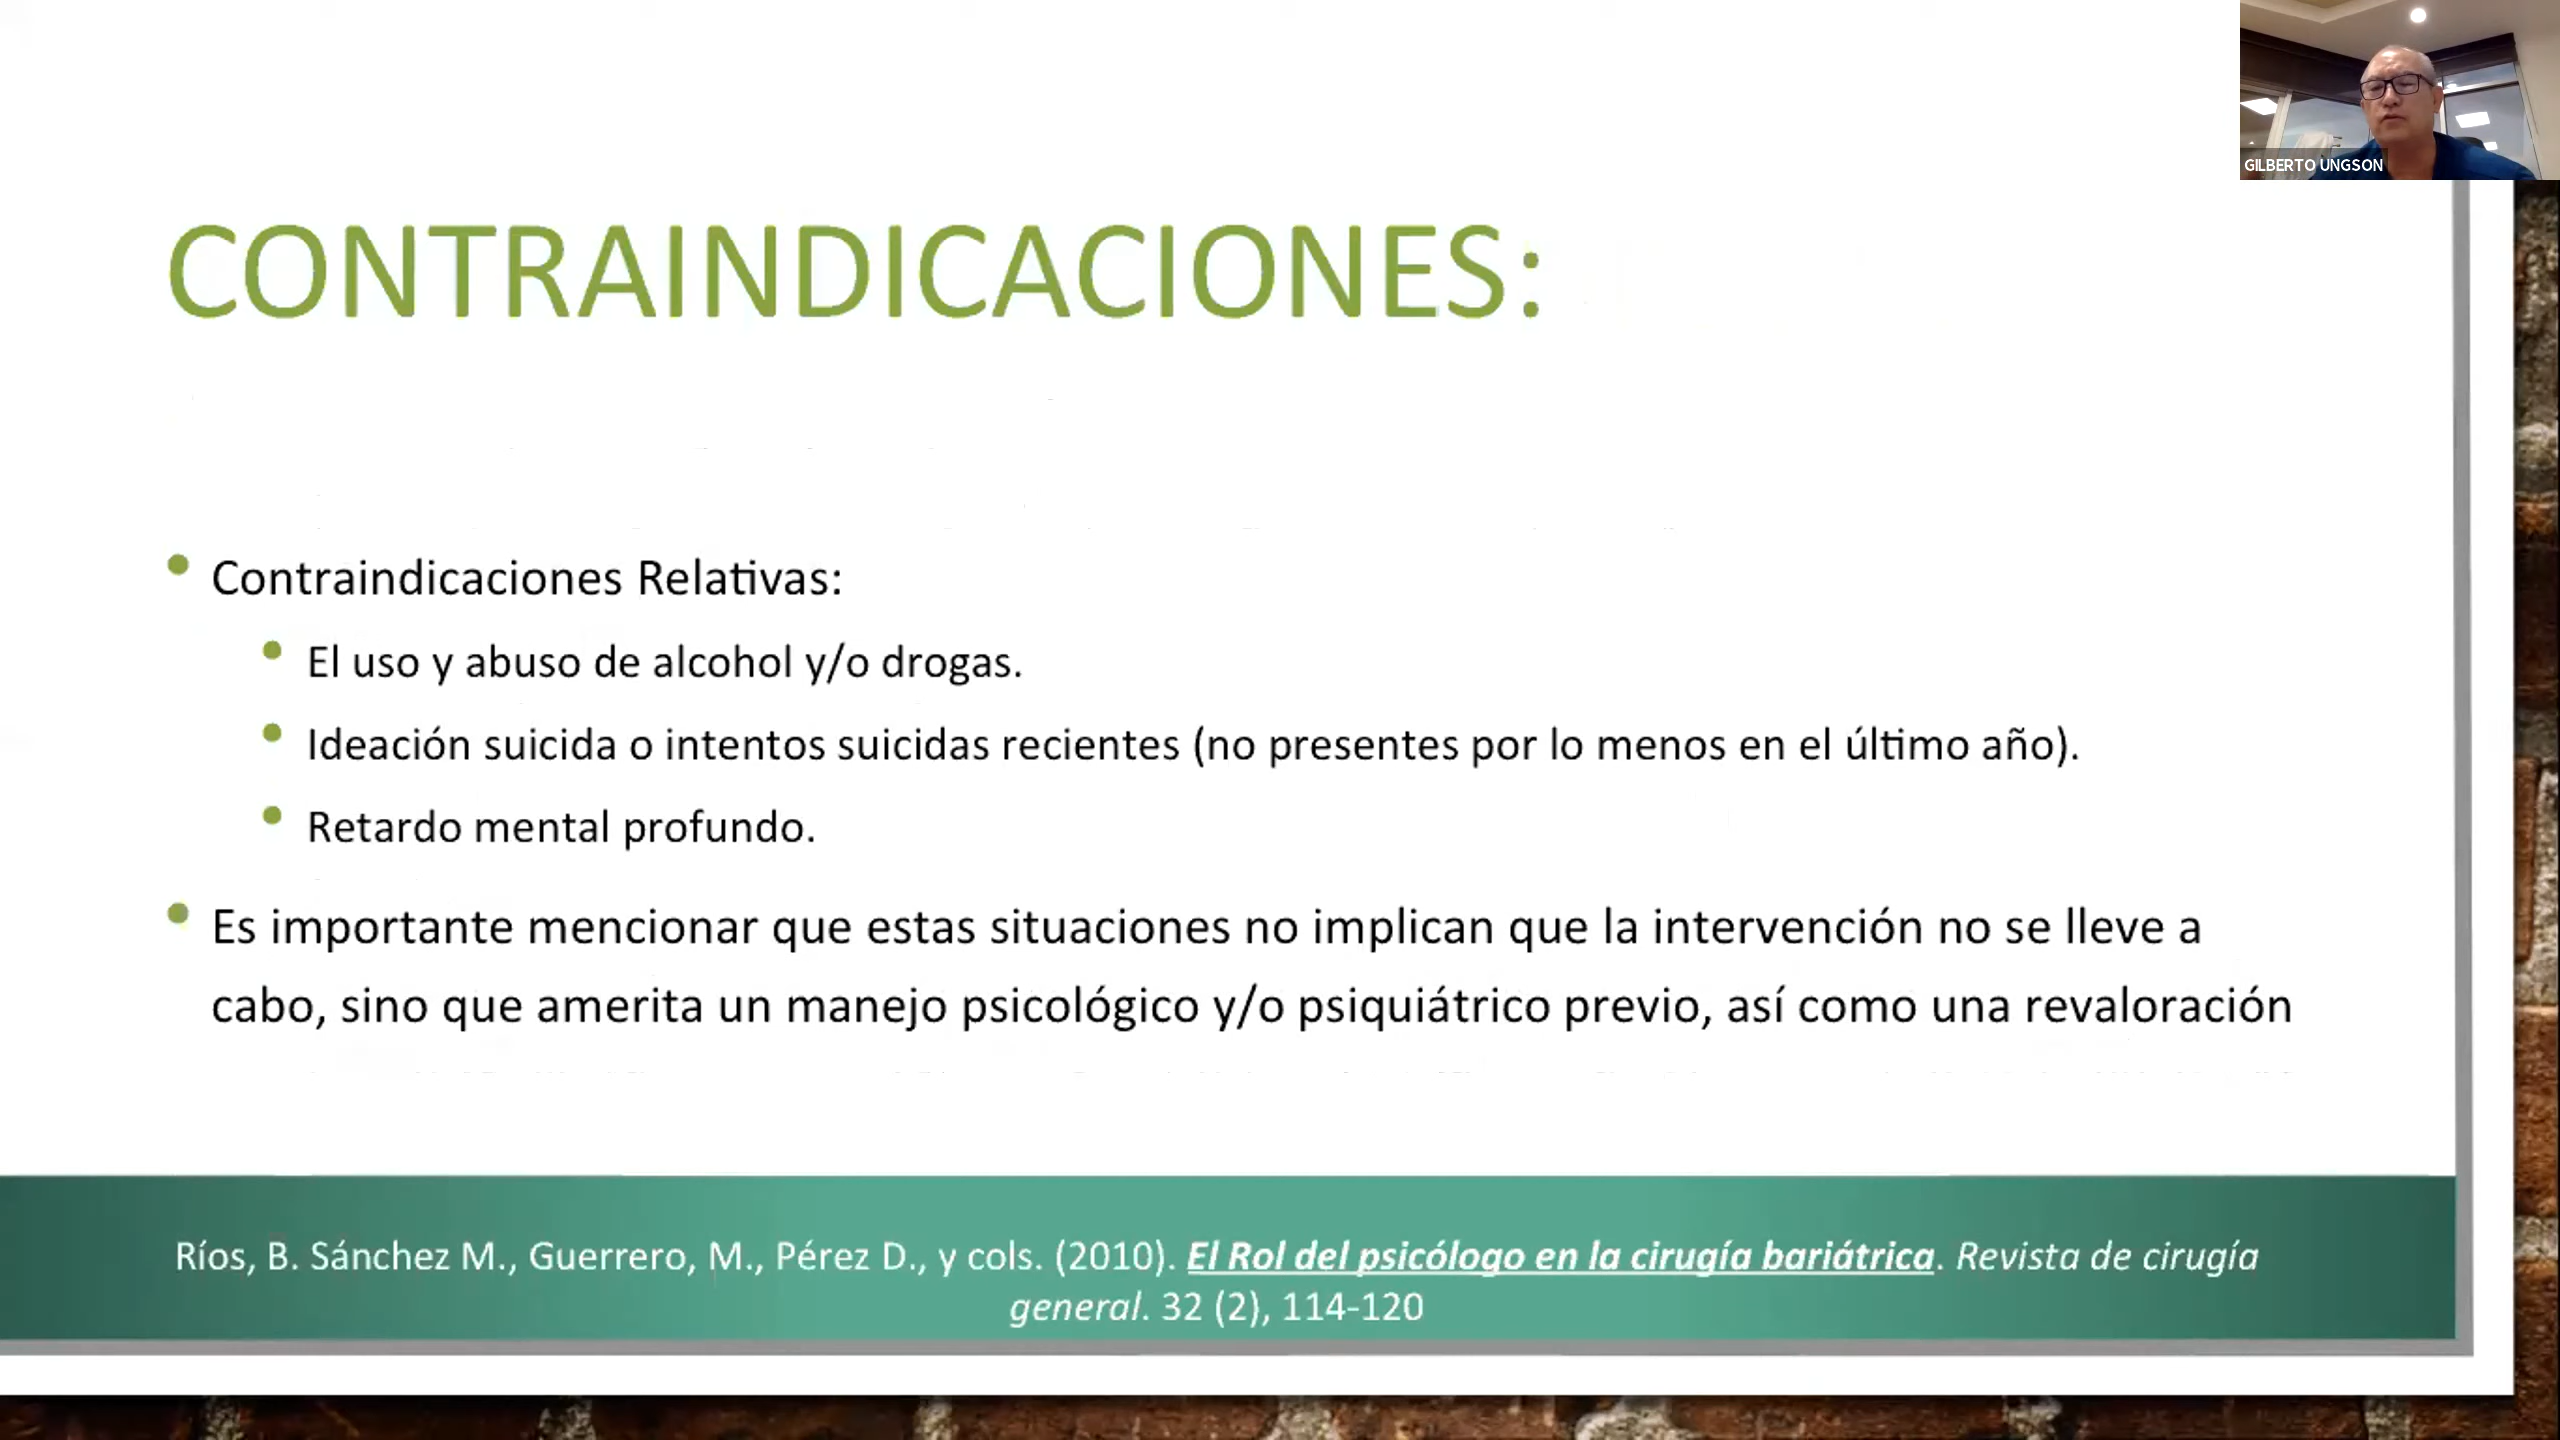 GILBERTO UNGSON
CONTRAINDICACIONES:
• Contraindicaciones Relativas:
• El uso y abuso de alcohol y/o drogas.
• Ideación suicida o intentos suicidas recientes (no presentes por lo menos en el último año).
• Retardo mental profundo.
• Es importante mencionar que estas situaciones no implican que la intervención no se lleve a
cabo, sino que amerita un manejo psicológico y/o psiquiátrico previo, así como una revaloración
Ríos, B. Sánchez M., Guerrero, M., Pérez D., y cols. (2010). El Rol del psicólogo en la cirugía bariátrica. Revista de cirugía
general. 32 (2), 114-120